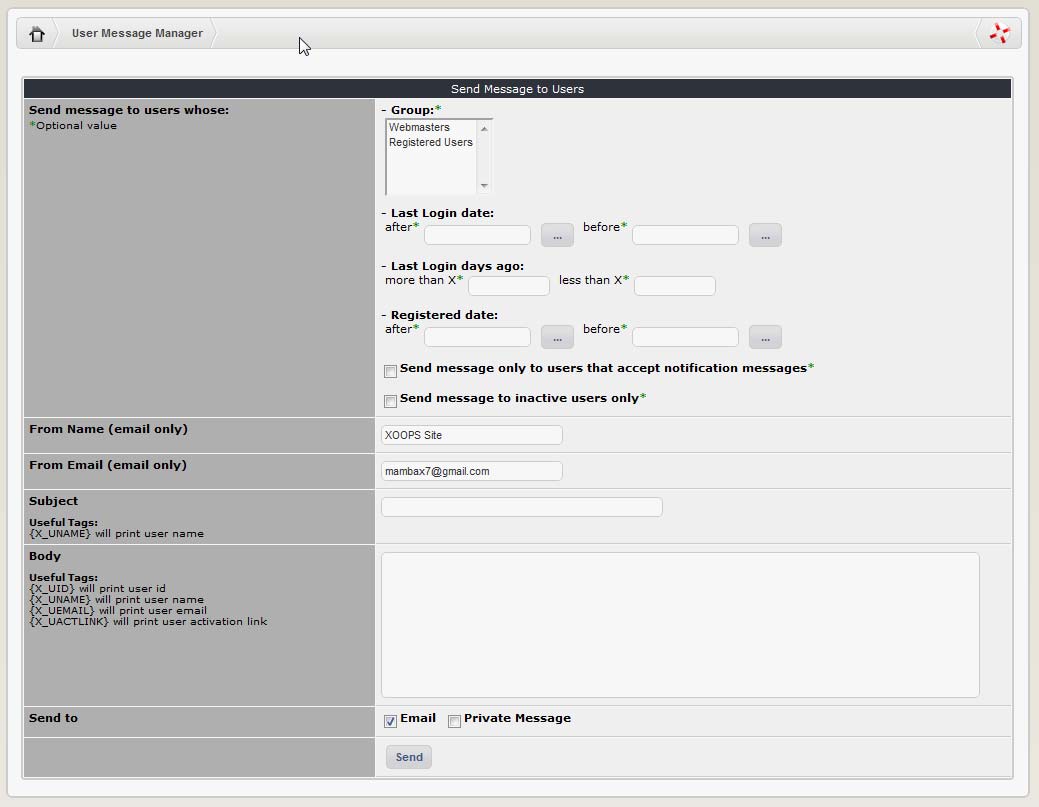 User Message Manager
Send Message to Users
Send message to users whose:
*Optional value
- Group:*
Webmasters
Registered Users
- Last Login date:
after* ... before* ...
- Last Login days ago:
more than X* less than X*
- Registered date:
after* ... before* ...
Send message only to users that accept notification messages*
Send message to inactive users only*
From Name (email only)
XOOPS Site
From Email (email only)
mambax7@gmail.com
Subject
Useful Tags:
{X_UNAME} will print user name
Body
Useful Tags:
{X_UID} will print user id
{X_UNAME} will print user name
{X_UEMAIL} will print user email
{X_UACTLINK} will print user activation link
Send to
Email Private Message
Send